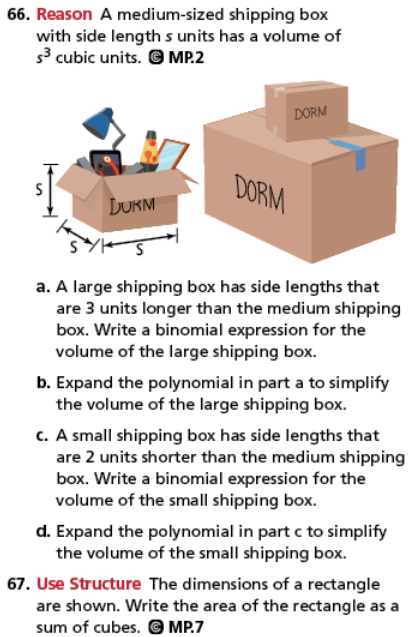 66. Reason A medium-sized shipping box
with side length s units has a volume of
s³ cubic units. Ⓒ MP.2
DORM
S
DORM
DORM
S
S
a. A large shipping box has side lengths that
are 3 units longer than the medium shipping
box. Write a binomial expression for the
volume of the large shipping box.
b. Expand the polynomial in part a to simplify
the volume of the large shipping box.
c. A small shipping box has side lengths that
are 2 units shorter than the medium shipping
box. Write a binomial expression for the
volume of the small shipping box.
d. Expand the polynomial in part c to simplify
the volume of the small shipping box.
67. Use Structure The dimensions of a rectangle
are shown. Write the area of the rectangle as a
sum of cubes. Ⓒ MP.7